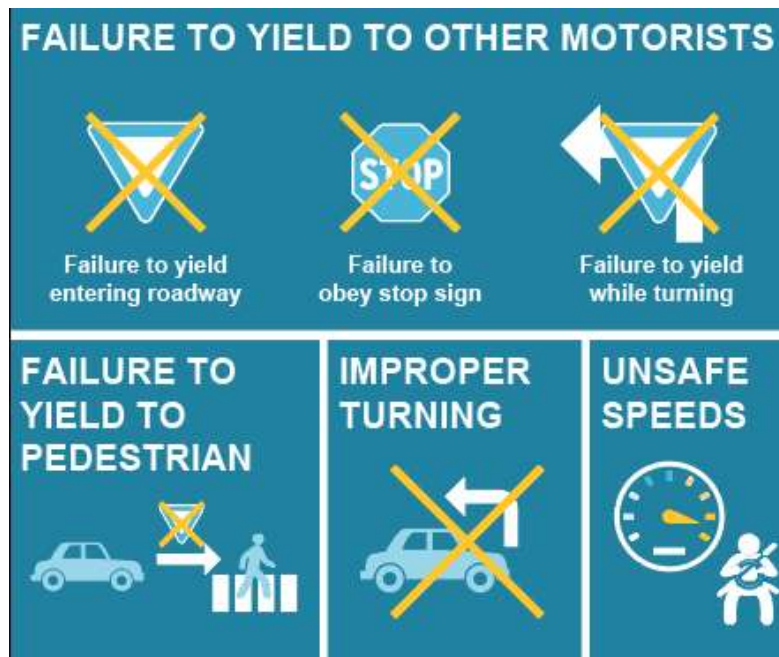 FAILURE TO YIELD TO OTHER MOTORISTS
STOP
Failure to yield
entering roadway
Failure to
obey stop sign
Failure to yield
while turning
FAILURE TO
YIELD TO
PEDESTRIAN
IMPROPER
TURNING
UNSAFE
SPEEDS